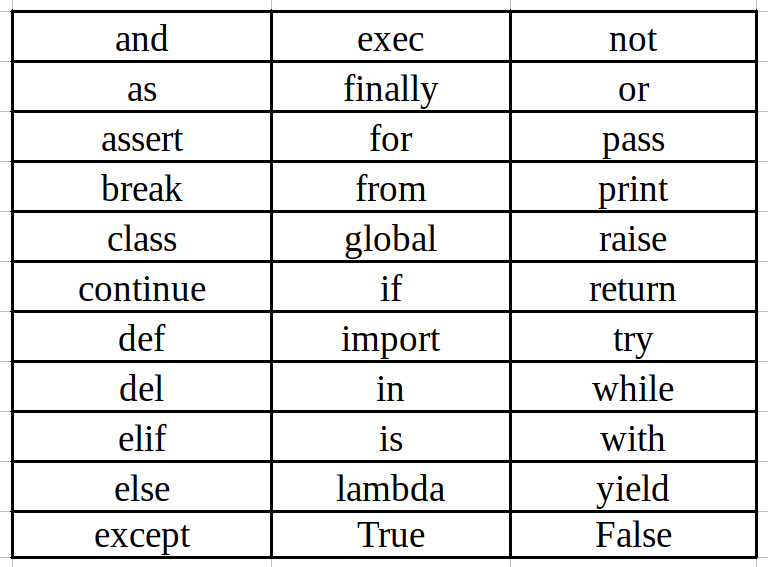 and exec not
as finally or
assert for pass
break from print
class global raise
continue if return
def import try
del in while
elif is with
else lambda yield
except True False